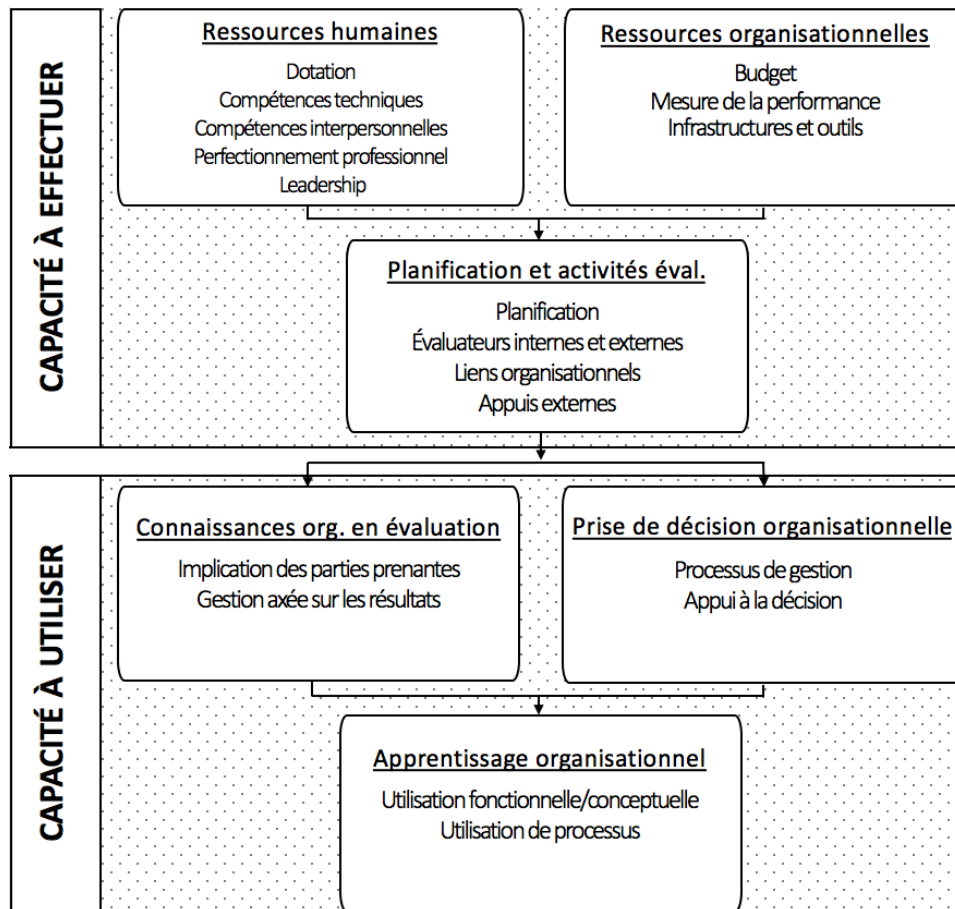 CAPACITÉ À EFFECTUER
Ressources humaines
Dotation
Compétences techniques
Compétences interpersonnelles
Perfectionnement professionnel
Leadership
Ressources organisationnelles
Budget
Mesure de la performance
Infrastructures et outils
Planification et activités éval.
Planification
Évaluateurs internes et externes
Liens organisationnels
Appuis externes
CAPACITÉ À UTILISER
Connaissances org. en évaluation
Implication des parties prenantes
Gestion axée sur les résultats
Prise de décision organisationnelle
Processus de gestion
Appui à la décision
Apprentissage organisationnel
Utilisation fonctionnelle/conceptuelle
Utilisation de processus